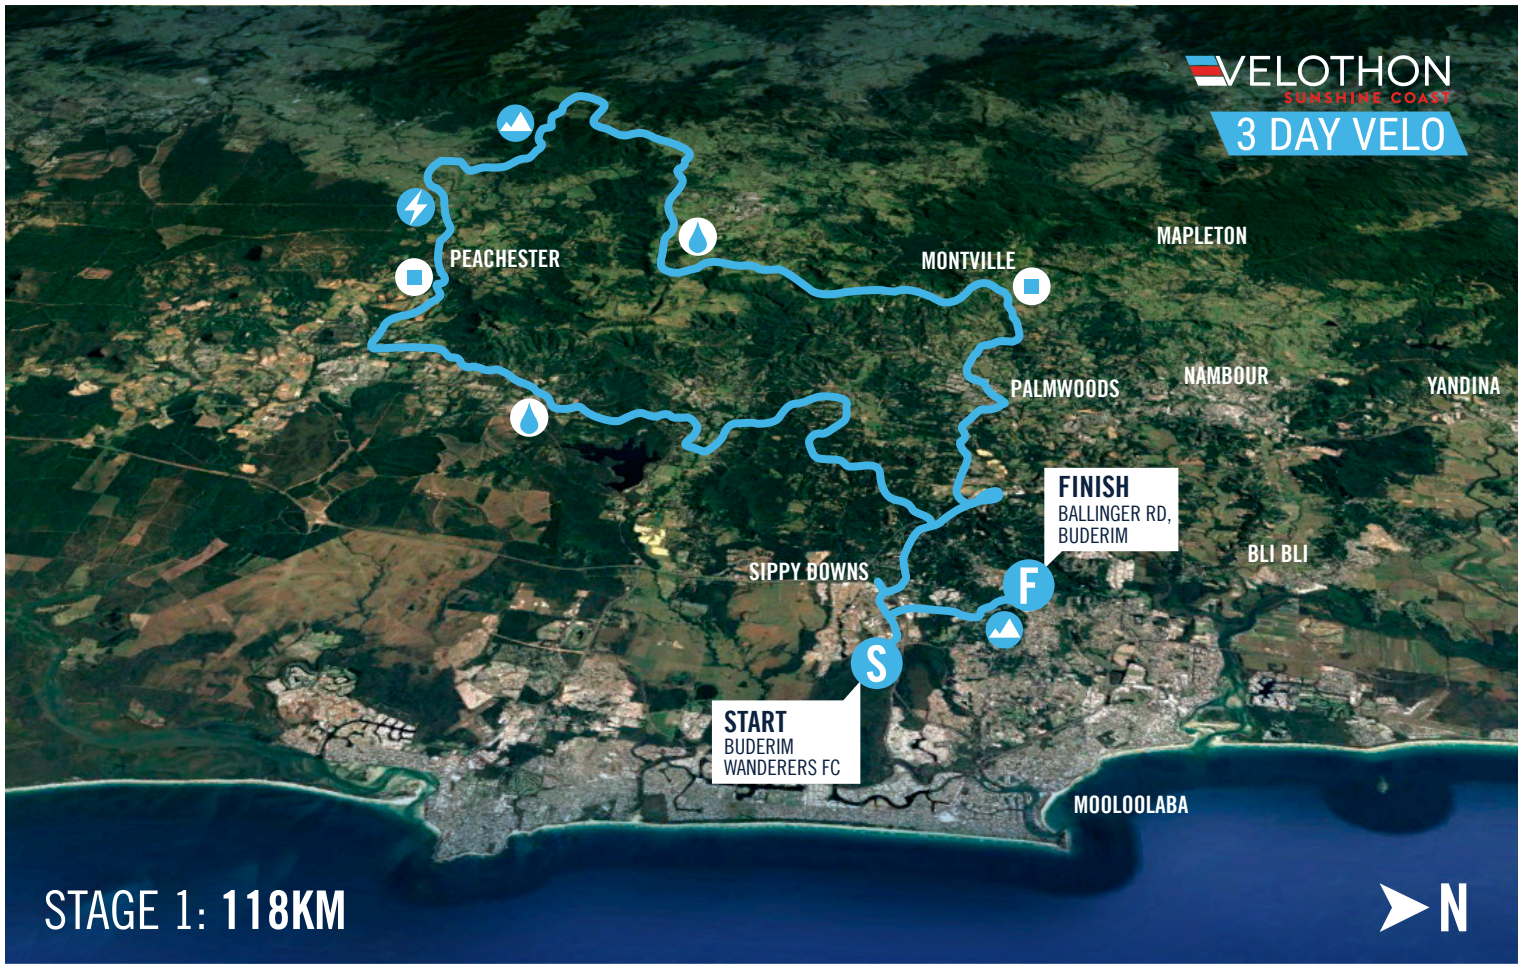 VELOTHON
SUNSHINE COAST
3 DAY VELO
MAPLETON
PEACHESTER
MONTVILLE
NAMBOUR
YANDINA
PALMWOODS
FINISH
BALLINGER RD,
BUDERIM
BLI BLI
SIPPY DOWNS
F
S
START
BUDERIM
WANDERERS FC
MOOLOOLABA
STAGE 1: 118KM
N